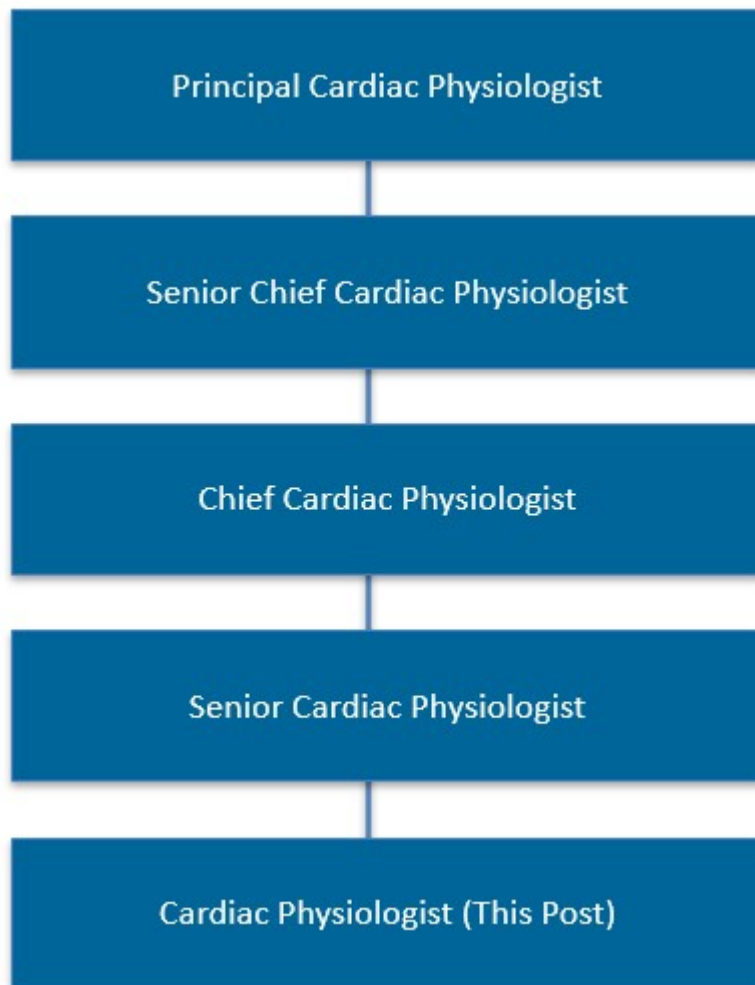 Principal Cardiac Physiologist
Senior Chief Cardiac Physiologist
Chief Cardiac Physiologist
Senior Cardiac Physiologist
Cardiac Physiologist (This Post)